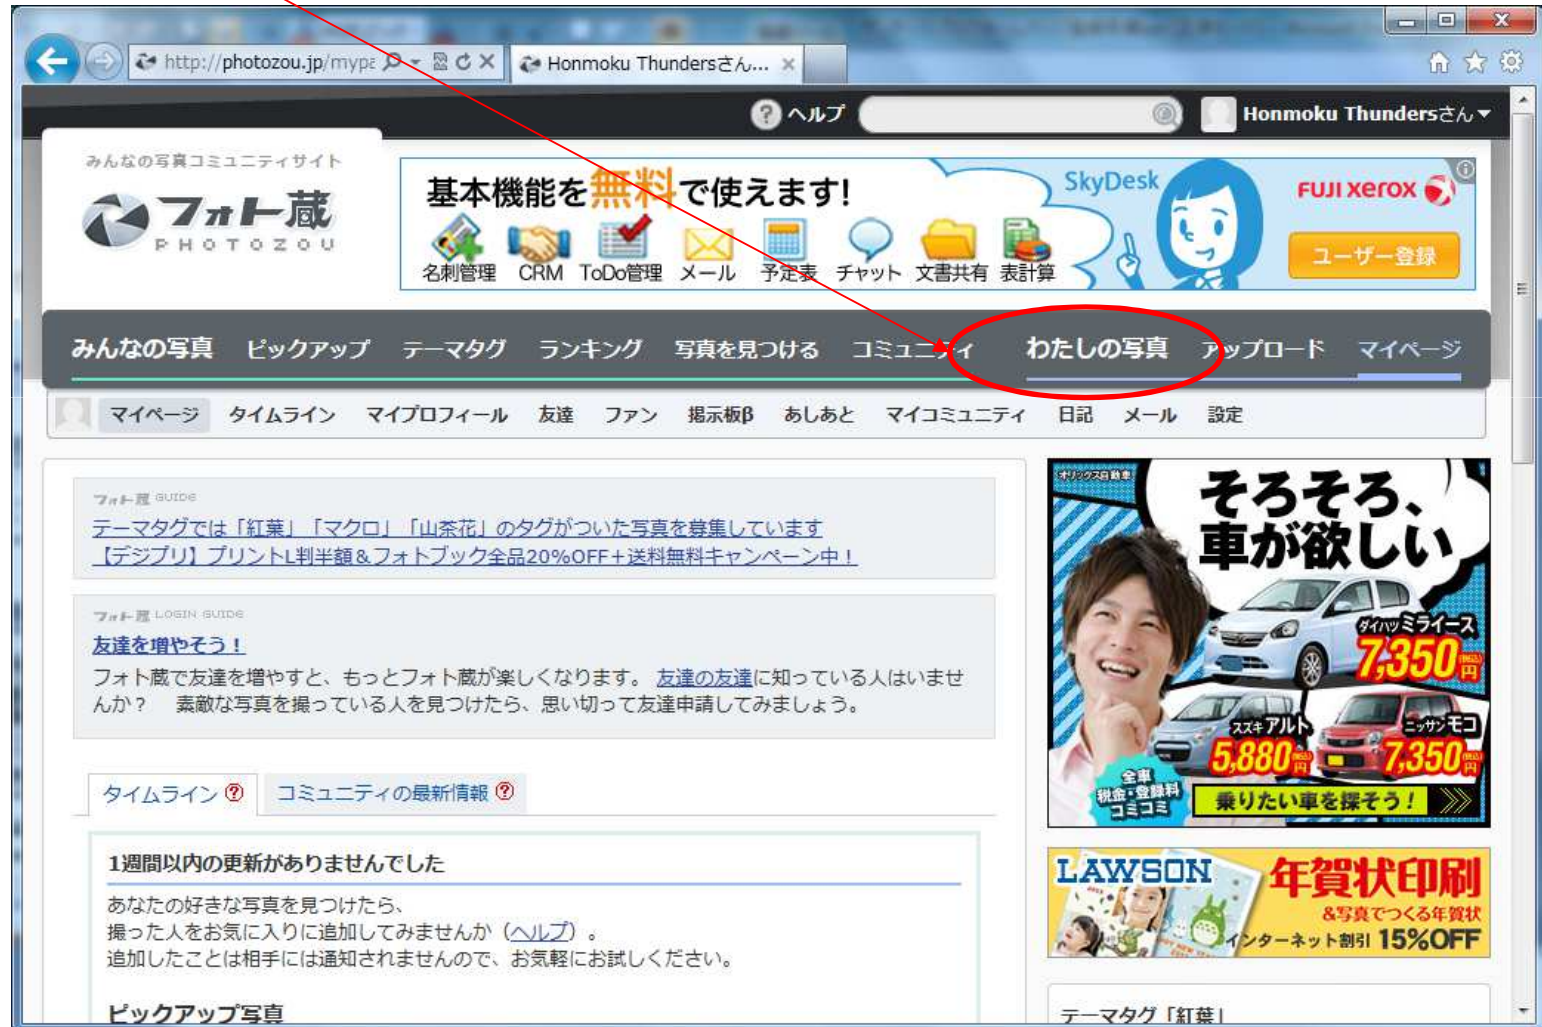 http://photozou.jp/mypa
Honmoku Thundersさん...
ヘルプ
Honmoku Thundersさん
みんなの写真コミュニティサイト
フォト蔵
PHOTOZOU
基本機能を無料で使えます!
名刺管理 CRM ToDo管理 メール 予定表 チャット 文書共有 表計算
SkyDesk
FUJI xerox
ユーザー登録
みんなの写真 ピックアップ テーマタグ ランキング 写真を見つける コミュニティ わたしの写真 アップロード マイページ
マイページ タイムライン マイプロフィール 友達 ファン 掲示板β あしあと マイコミュニティ 日記 メール 設定
フォト蔵 GUIDE
テーマタグでは「紅葉」「マクロ」「山茶花」のタグがついた写真を募集しています
【デジプリ】プリントL判半額&フォトブック全品20%OFF+送料無料キャンペーン中!
フォト蔵 LOGIN GUIDE
友達を増やそう!
フォト蔵で友達を増やすと、もっとフォト蔵が楽しくなります。 友達の友達に知っている人はいませ
んか? 素敵な写真を撮っている人を見つけたら、思い切って友達申請してみましょう。
タイムライン ?
コミュニティの最新情報 ?
1週間以内の更新がありませんでした
あなたの好きな写真を見つけたら、
撮った人をお気に入りに追加してみませんか(ヘルプ)。
追加したことは相手には通知されませんので、お気軽にお試しください。
ピックアップ写真
オリックス自動車
そろそろ、
車が欲しい
ダイハツ ミライース
7,350円(税込)
スズキ アルト
5,880円(税込)
ニッサン モコ
7,350円(税込)
全車
税金・登録料
コミコミ
乗りたい車を探そう!
LAWSON
年賀状印刷
&写真でつくる年賀状
インターネット割引 15%OFF
テーマタグ「紅葉」